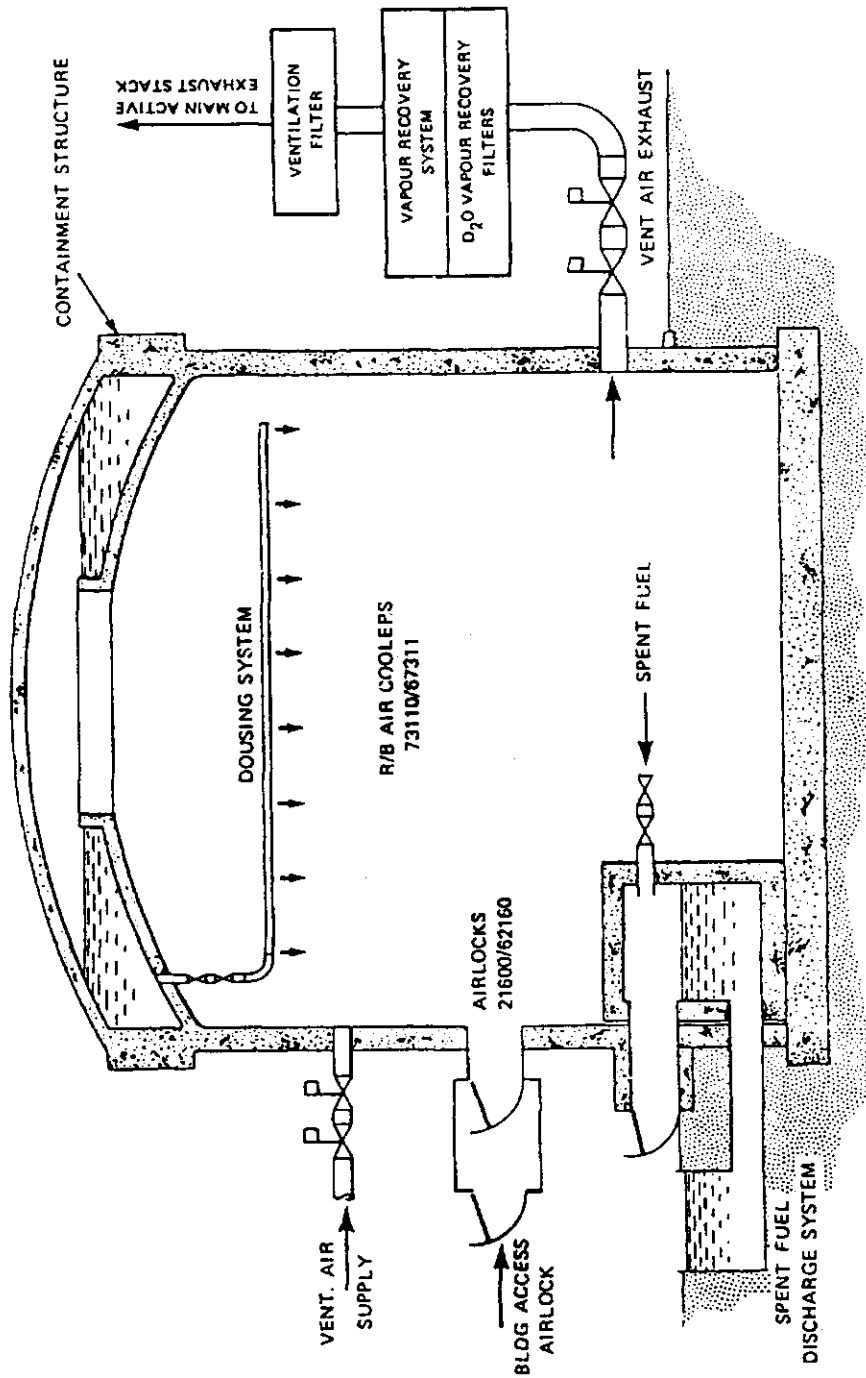 CONTAINMENT STRUCTURE
TO MAIN ACTIVE
EXHAUST STACK
VENTILATION
FILTER
VAPOUR RECOVERY
SYSTEM
D₂O VAPOUR RECOVERY
FILTERS
VENT AIR EXHAUST
DOUSING SYSTEM
R/B AIR COOLERS
73110/67311
SPENT FUEL
AIRLOCKS
21600/62160
VENT. AIR
SUPPLY
BLDG ACCESS
AIRLOCK
SPENT FUEL
DISCHARGE SYSTEM